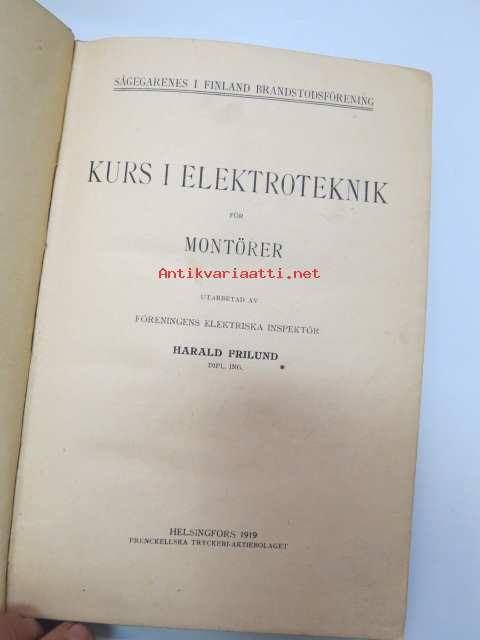 SÅGEGARENES I FINLAND BRANDSTODSFÖRENING
KURS I ELEKTROTEKNIK
FÖR
MONTÖRER
Antikvariaatti.net
UTARBETAD AV
FÖRENINGENS ELEKTRISKA INSPEKTÖR
HARALD FRILUND
DIPL. ING.
HELSINGFORS 1919
FRENCKELLSKA TRYCKERI-AKTIEBOLAGET